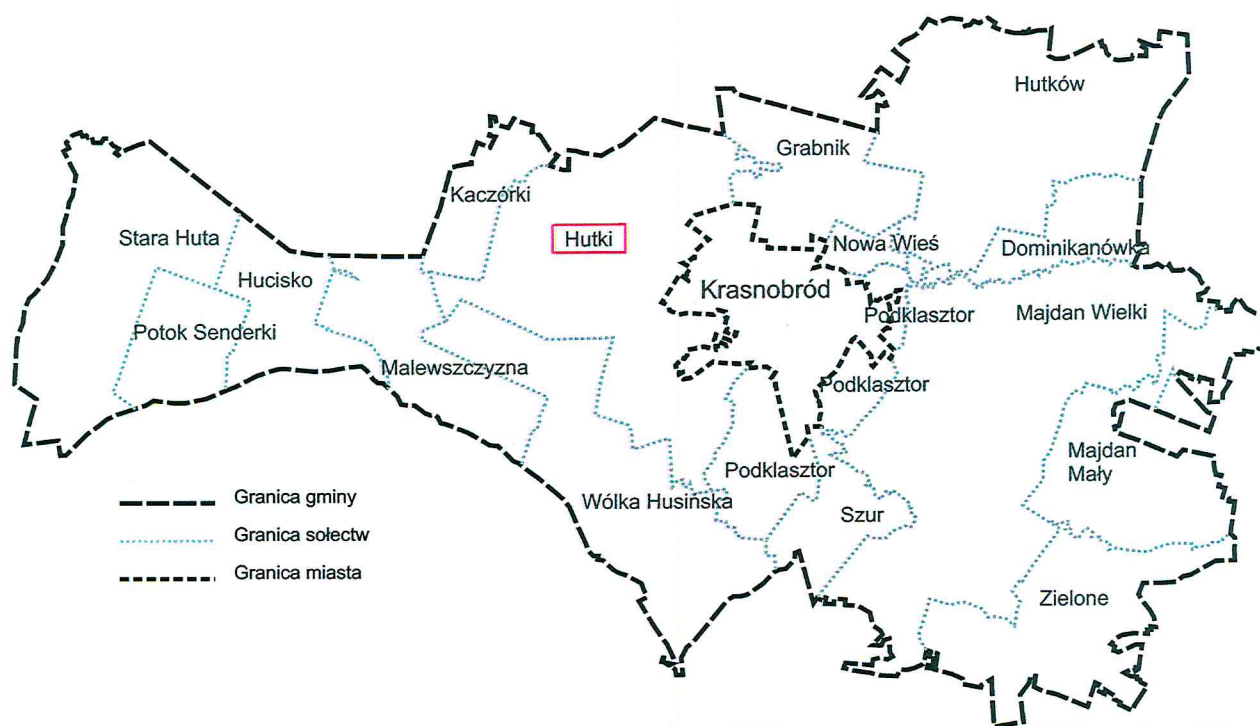 Hutków
Grabnik
Kaczórki
Stara Huta
Hutki
Nowa Wieś
Dominikanówka
Hucisko
Krasnobród
Podklasztor
Majdan Wielki
Potok Senderki
Malewszczyzna
Podklasztor
Majdan
Mały
Podklasztor
Wólka Husińska
Szur
Zielone
Granica gminy
Granica sołectw
Granica miasta